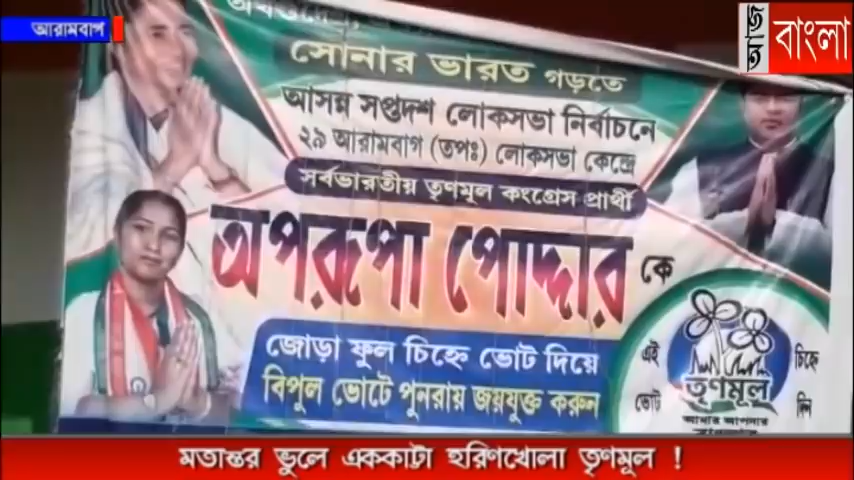 আরামবাগ
আজ বাংলা
সোনার ভারত গড়তে
আসন্ন সপ্তদশ লোকসভা নির্বাচনে
২৯ আরামবাগ (তপঃ) লোকসভা কেন্দ্রে
সর্বভারতীয় তৃণমূল কংগ্রেস প্রার্থী
অপরূপা পোদ্দার কে
জোড়া ফুল চিহ্নে ভোট দিয়ে
বিপুল ভোটে পুনরায় জয়যুক্ত করুন
এই চিহ্নে
ভোট দিন
তৃণমূল
আমার আপনার
বাংলার
মতান্তর ভুলে এককাট্টা হরিণখোলা তৃণমূল !